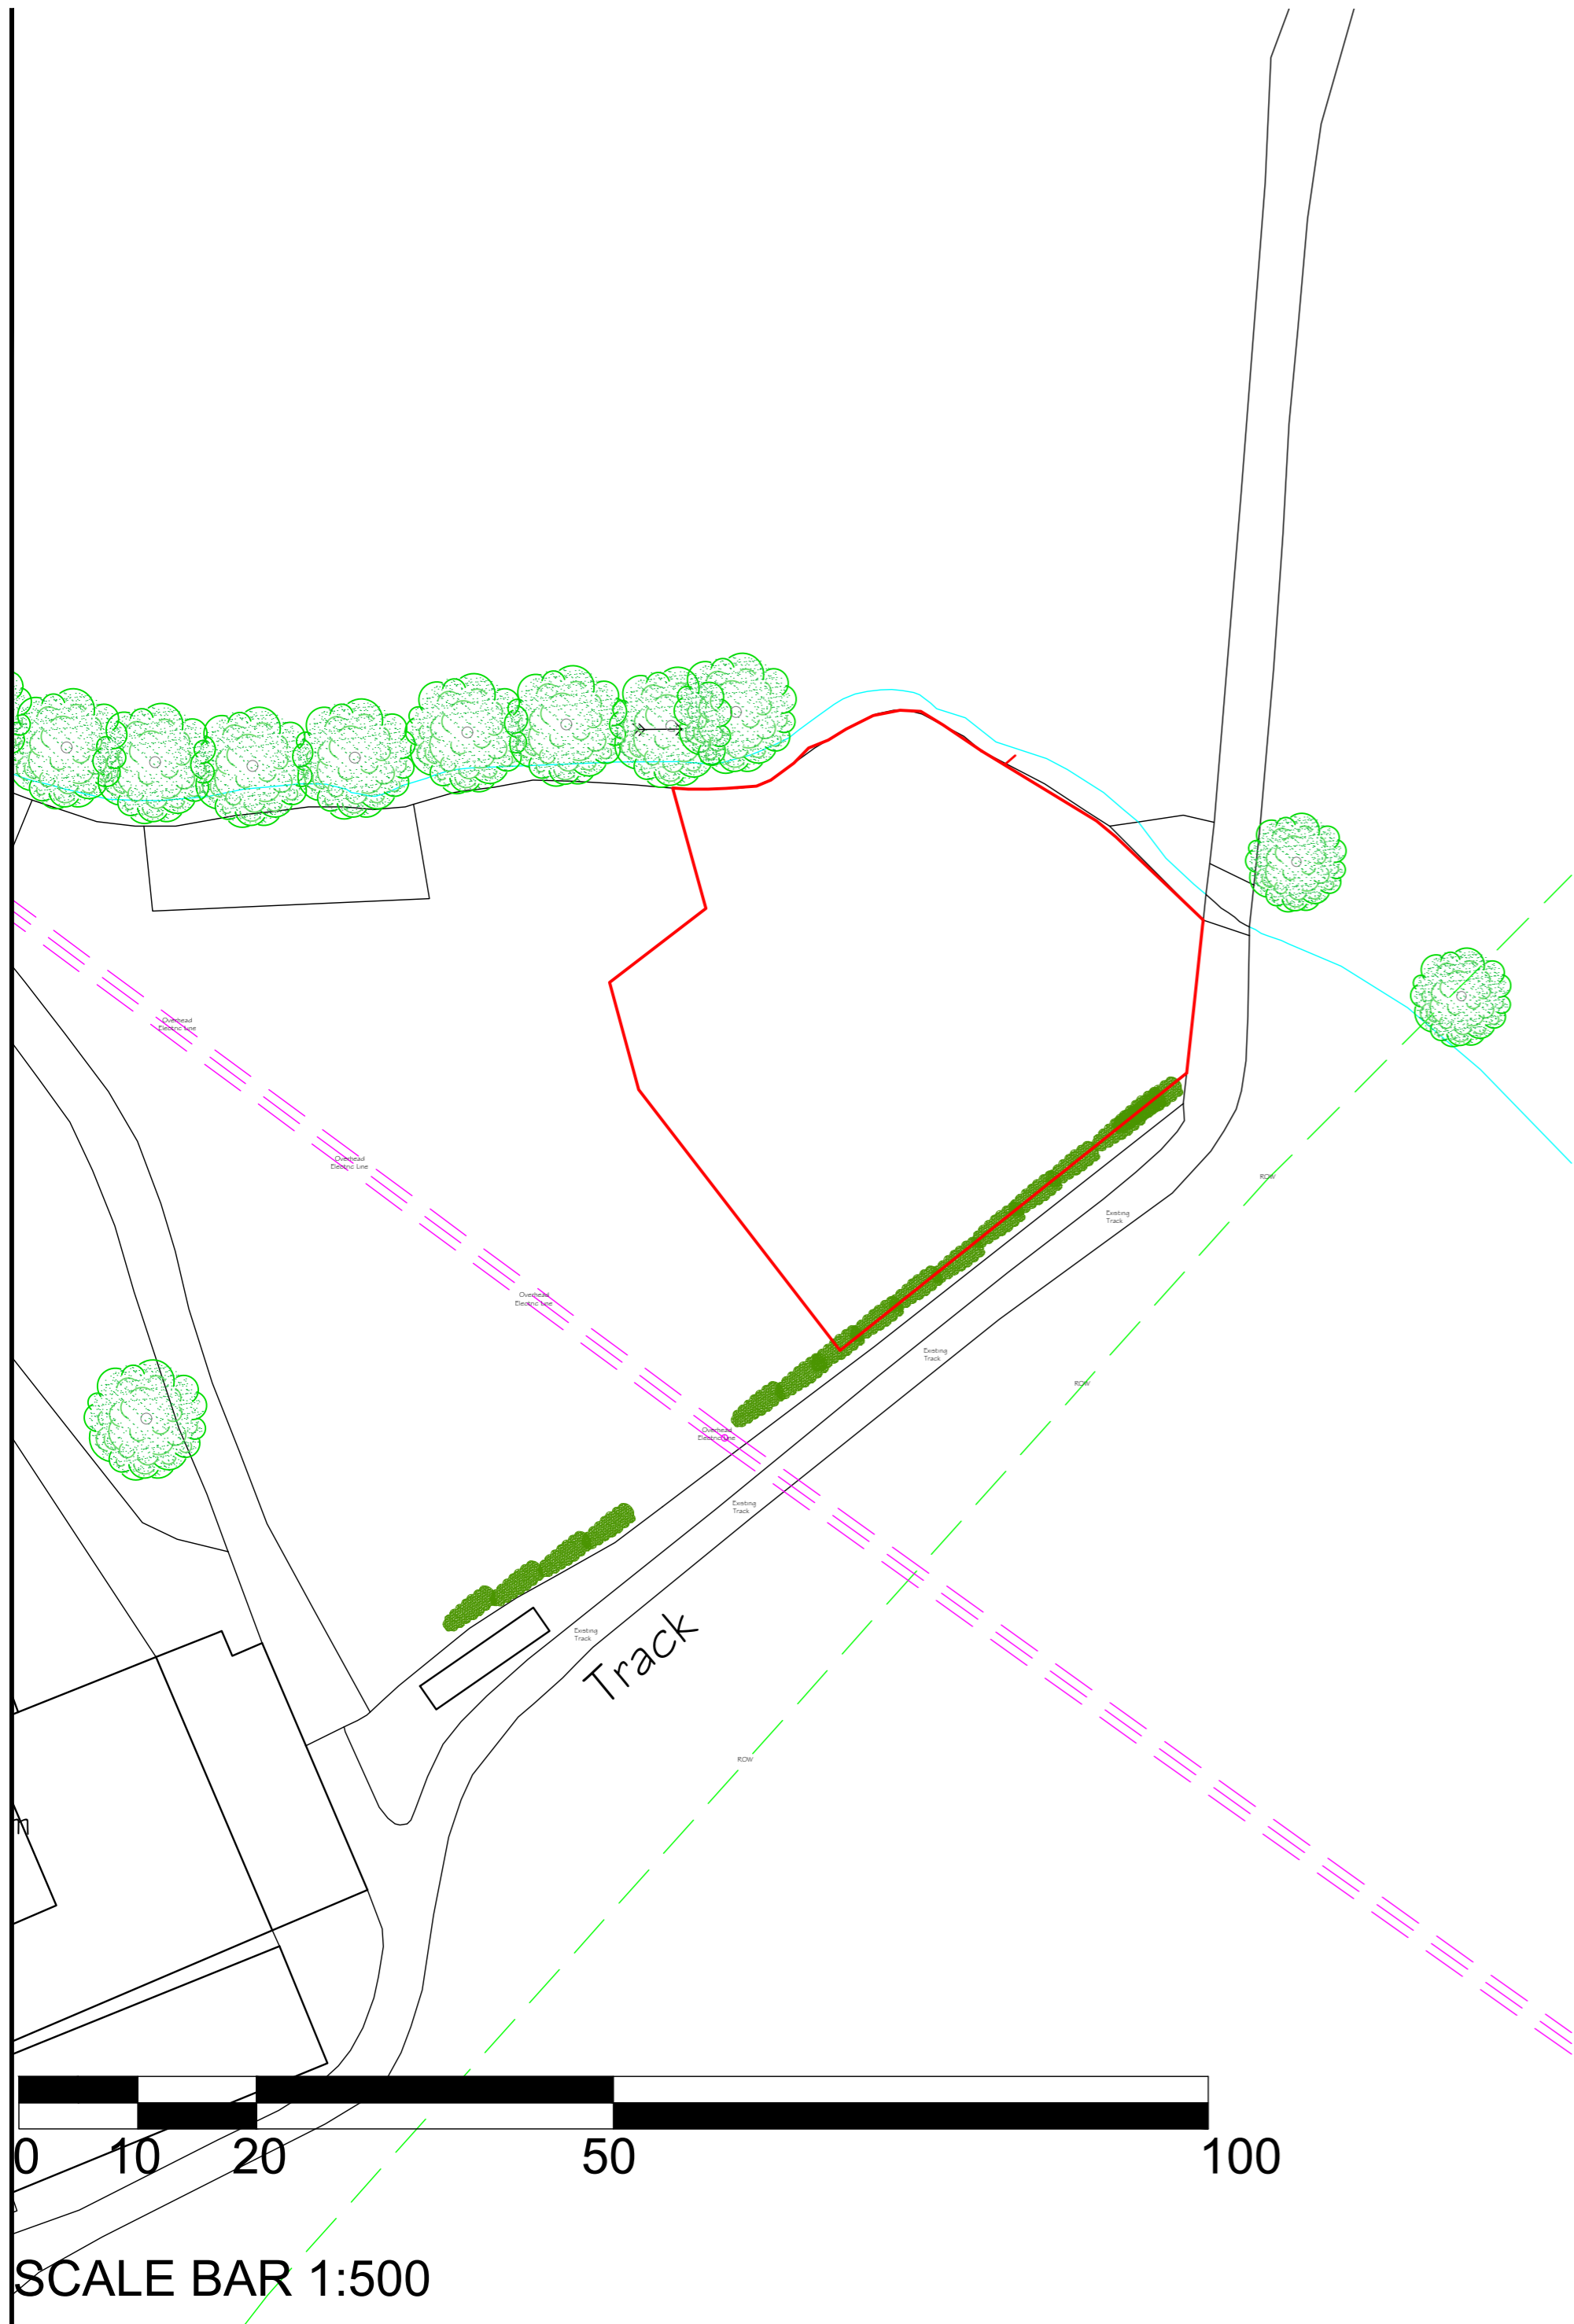 Overhead
Electric Line
Overhead
Electric Line
ROW
Existing
Track
Overhead
Electric Line
Existing
Track
ROW
Overhead
Electric Line
Existing
Track
Existing
Track
Track
ROW
m
0 10 20 50 100
SCALE BAR 1:500